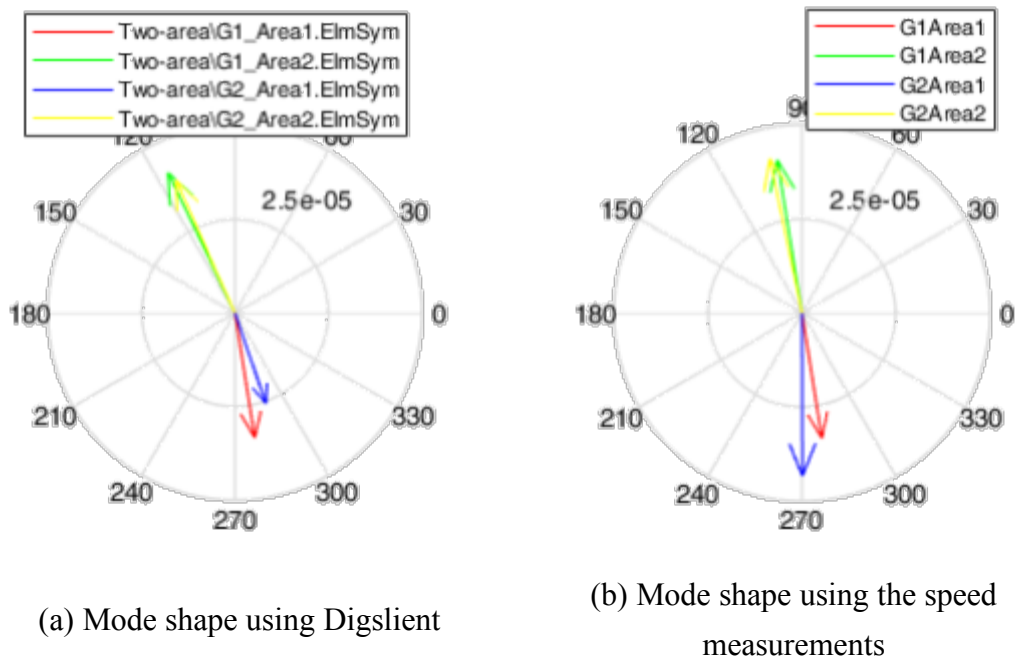 Two-area\G1_Area1.ElmSym
Two-area\G1_Area2.ElmSym
Two-area\G2_Area1.ElmSym
Two-area\G2_Area2.ElmSym
120
60
2.5e-05
150
30
180
0
210
330
240
300
270
(a) Mode shape using Digslient
G1Area1
G1Area2
G2Area1
G2Area2
90
120
60
2.5e-05
150
30
180
0
210
330
240
300
270
(b) Mode shape using the speed
measurements